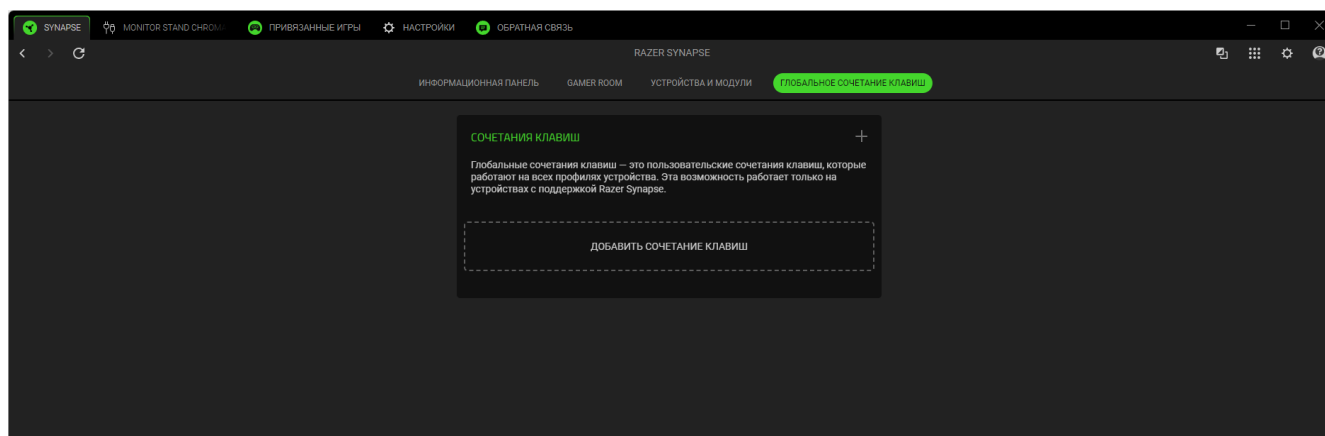 SYNAPSE
MONITOR STAND CHROMA
ПРИВЯЗАННЫЕ ИГРЫ
НАСТРОЙКИ
ОБРАТНАЯ СВЯЗЬ
RAZER SYNAPSE
ИНФОРМАЦИОННАЯ ПАНЕЛЬ
GAMER ROOM
УСТРОЙСТВА И МОДУЛИ
ГЛОБАЛЬНОЕ СОЧЕТАНИЕ КЛАВИШ
СОЧЕТАНИЯ КЛАВИШ
Глобальные сочетания клавиш — это пользовательские сочетания клавиш, которые
работают на всех профилях устройства. Эта возможность работает только на
устройствах с поддержкой Razer Synapse.
ДОБАВИТЬ СОЧЕТАНИЕ КЛАВИШ